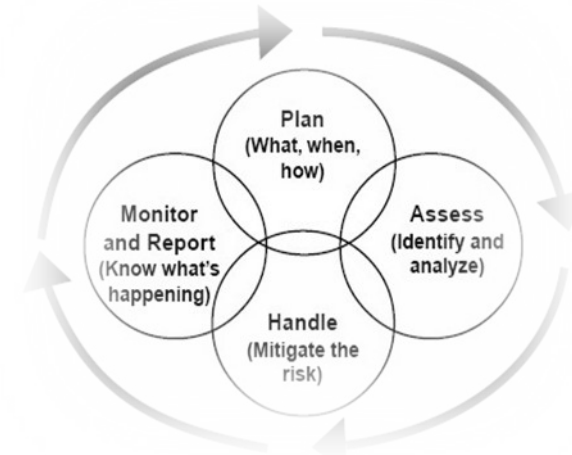 Plan
(What, when,
how)
Monitor
and Report
(Know what's
happening)
Assess
(Identify and
analyze)
Handle
(Mitigate the
risk)